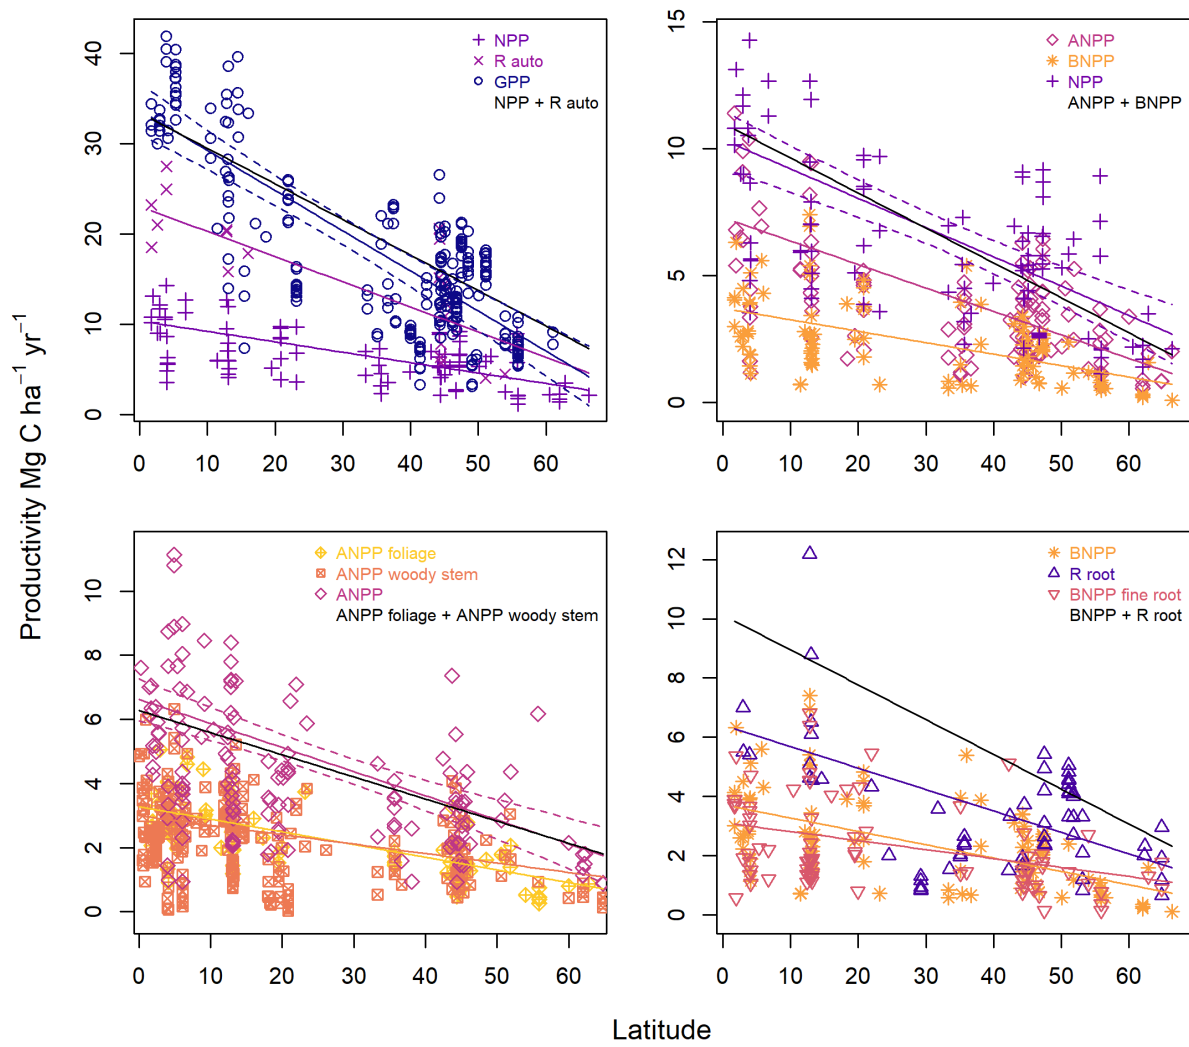 NPP
R auto
GPP
NPP + R auto
0
10
20
30
40
0
10
20
30
40
50
60
ANPP
BNPP
NPP
ANPP + BNPP
0
5
10
15
0
10
20
30
40
50
60
Productivity Mg C ha⁻¹ yr⁻¹
ANPP foliage
ANPP woody stem
ANPP
ANPP foliage + ANPP woody stem
0
2
4
6
8
10
0
10
20
30
40
50
60
BNPP
R root
BNPP fine root
BNPP + R root
0
2
4
6
8
10
12
0
10
20
30
40
50
60
Latitude